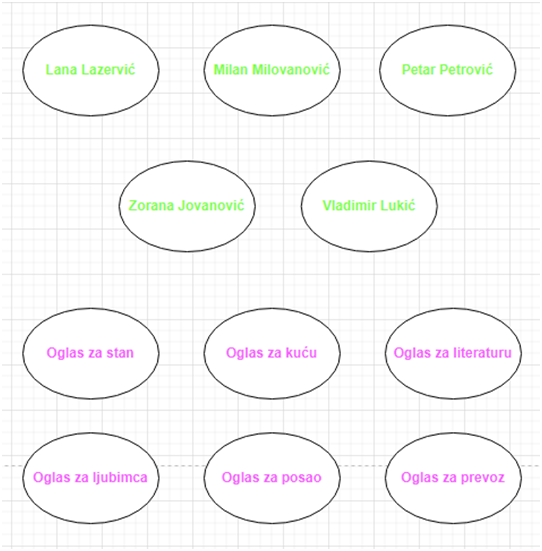 Lana Lazervić
Milan Milovanović
Petar Petrović
Zorana Jovanović
Vladimir Lukić
Oglas za stan
Oglas za kuću
Oglas za literaturu
Oglas za ljubimca
Oglas za posao
Oglas za prevoz